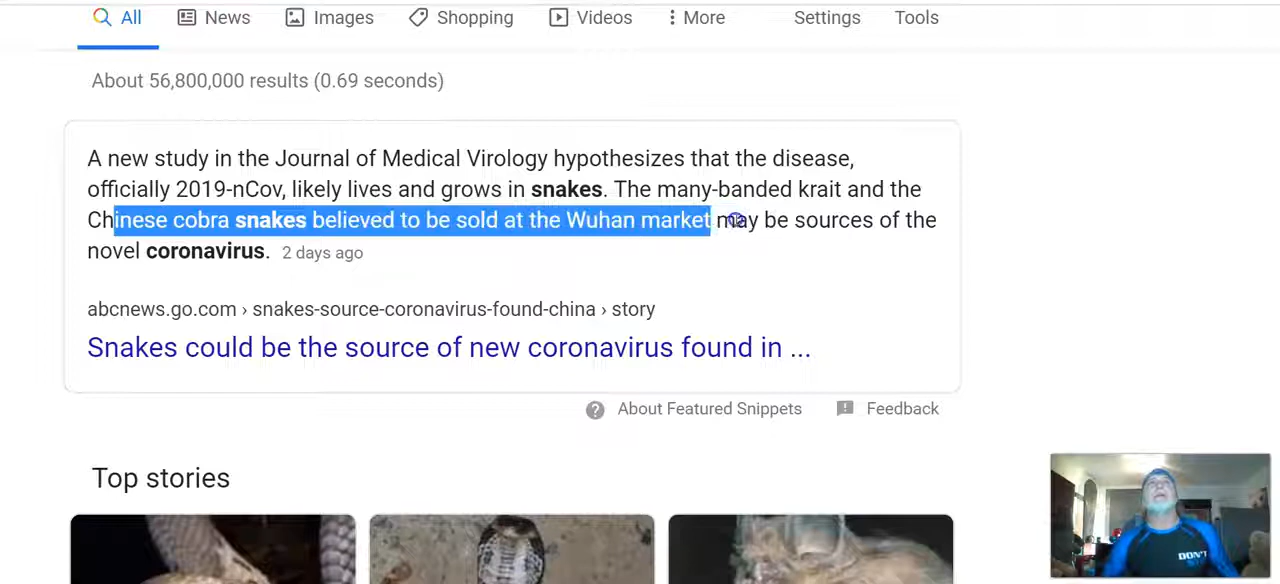 All News Images Shopping Videos More Settings Tools
About 56,800,000 results (0.69 seconds)
A new study in the Journal of Medical Virology hypothesizes that the disease,
officially 2019-nCov, likely lives and grows in snakes. The many-banded krait and the
Chinese cobra snakes believed to be sold at the Wuhan market may be sources of the
novel coronavirus. 2 days ago
abcnews.go.com › snakes-source-coronavirus-found-china › story
Snakes could be the source of new coronavirus found in ...
About Featured Snippets Feedback
Top stories
DON'T